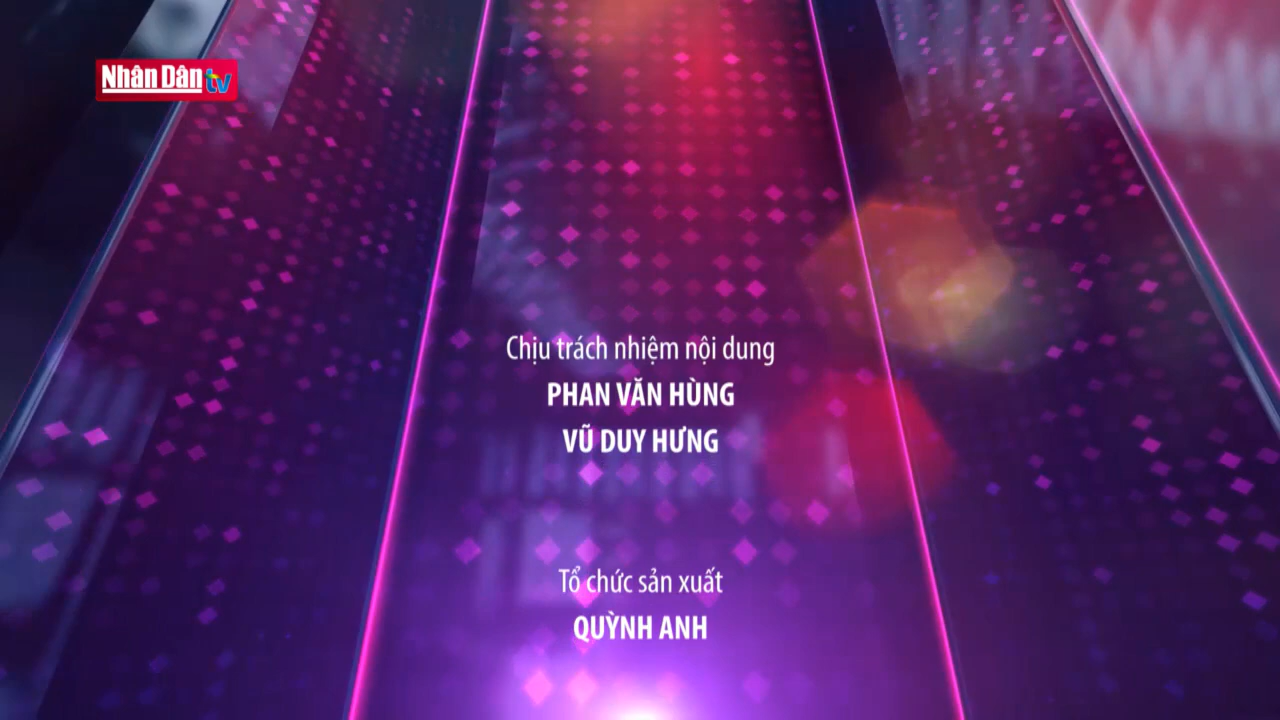 Nhân Dân tv
Chịu trách nhiệm nội dung
PHAN VĂN HÙNG
VŨ DUY HƯNG
Tổ chức sản xuất
QUỲNH ANH